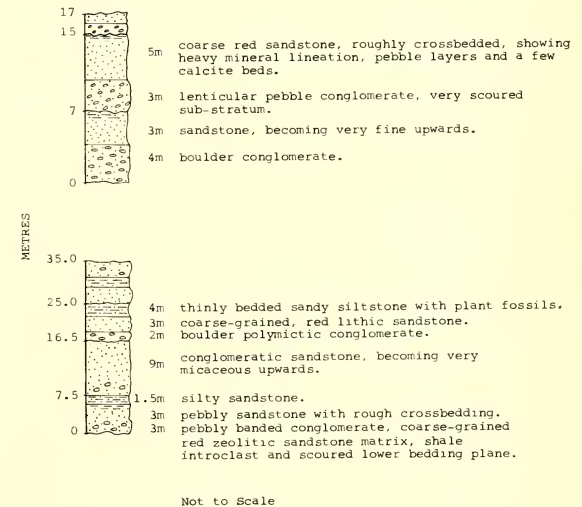 17
15
5m coarse red sandstone, roughly crossbedded, showing
heavy mineral lineation, pebble layers and a few
calcite beds.
3m lenticular pebble conglomerate, very scoured
sub-stratum.
7
3m sandstone, becoming very fine upwards.
4m boulder conglomerate.
0
METRES
35.0
25.0
4m thinly bedded sandy siltstone with plant fossils.
3m coarse-grained, red lithic sandstone.
2m boulder polymictic conglomerate.
16.5
9m conglomeratic sandstone, becoming very
micaceous upwards.
7.5
1.5m silty sandstone.
3m pebbly sandstone with rough crossbedding.
0
3m pebbly banded conglomerate, coarse-grained
red zeolitic sandstone matrix, shale
introclast and scoured lower bedding plane.
Not to Scale